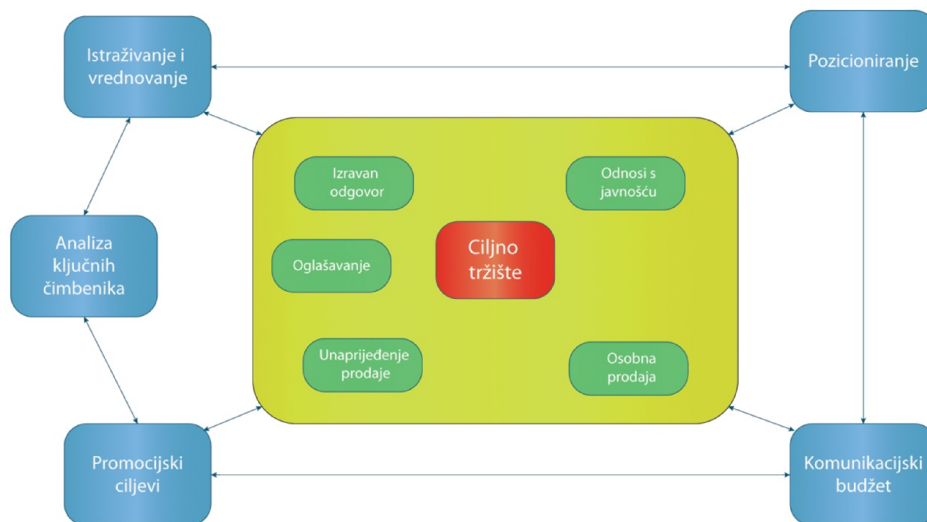 Istraživanje i
vrednovanje
Pozicioniranje
Izravan
odgovor
Odnosi s
javnošću
Analiza
ključnih
čimbenika
Oglašavanje
Ciljno
tržište
Unaprijeđenje
prodaje
Osobna
prodaja
Promocijski
ciljevi
Komunikacijski
budžet